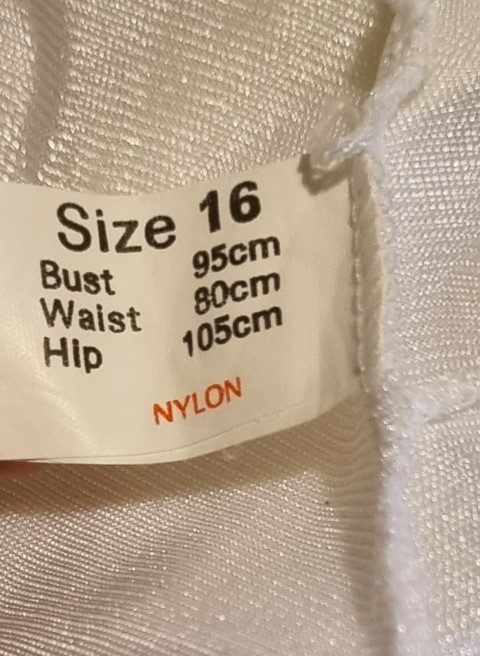 Size 16
Bust 95cm
Waist 80cm
Hip 105cm
NYLON